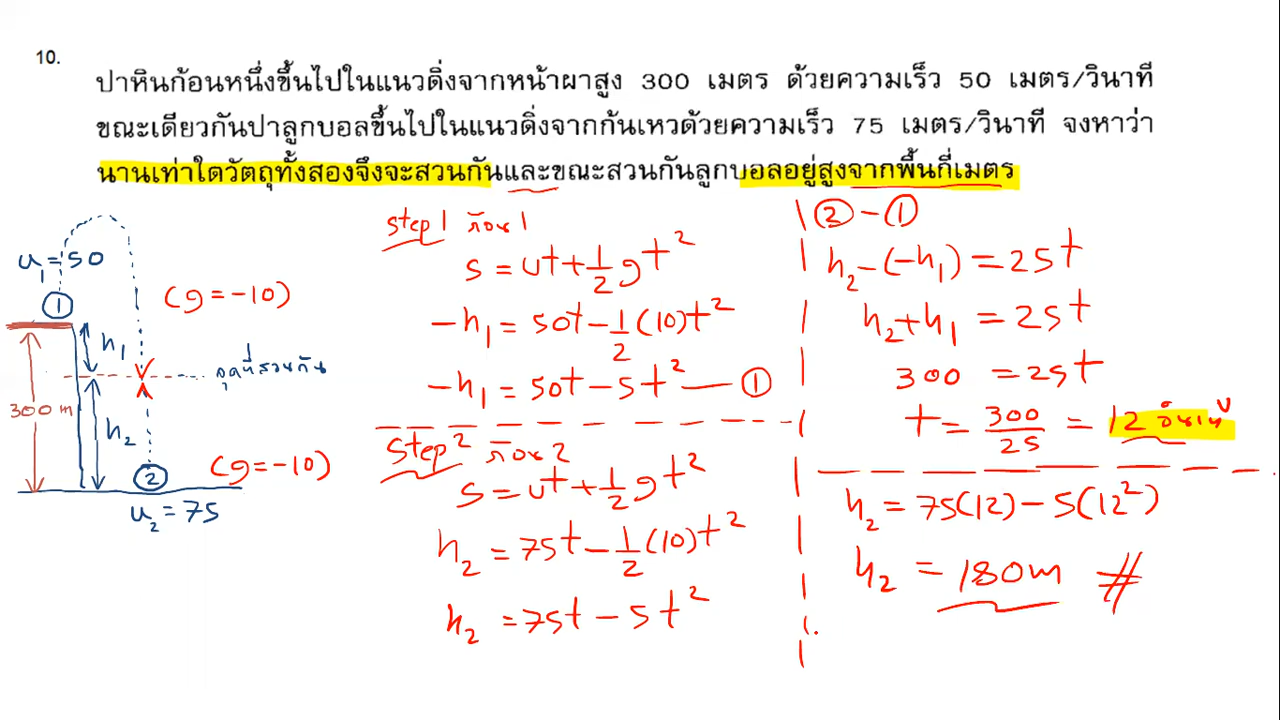 10.
ปาหินก้อนหนึ่งขึ้นไปในแนวดิ่งจากหน้าผาสูง 300 เมตร ด้วยความเร็ว 50 เมตร/วินาที
ขณะเดียวกันปาลูกบอลขึ้นไปในแนวดิ่งจากก้นเหวด้วยความเร็ว 75 เมตร/วินาที จงหาว่า
นานเท่าใดวัตถุทั้งสองจึงจะสวนกันและขณะสวนกันลูกบอลอยู่สูงจากพื้นกี่เมตร
u₁ = 50
①
(g = -10)
h₁
จุดที่สวนกัน
300 m
h₂
②
(g = -10)
u₂ = 75
Step 1 ก้อน 1
s = ut + 1/2 gt²
-h₁ = 50t - 1/2 (10)t²
-h₁ = 50t - 5t² — ①
Step 2 ก้อน 2
s = ut + 1/2 gt²
h₂ = 75t - 1/2 (10)t²
h₂ = 75t - 5t²
② - ①
h₂ - (-h₁) = 25t
h₂ + h₁ = 25t
300 = 25t
t = 300/25 = 12 วินาที
h₂ = 75(12) - 5(12²)
h₂ = 180m #